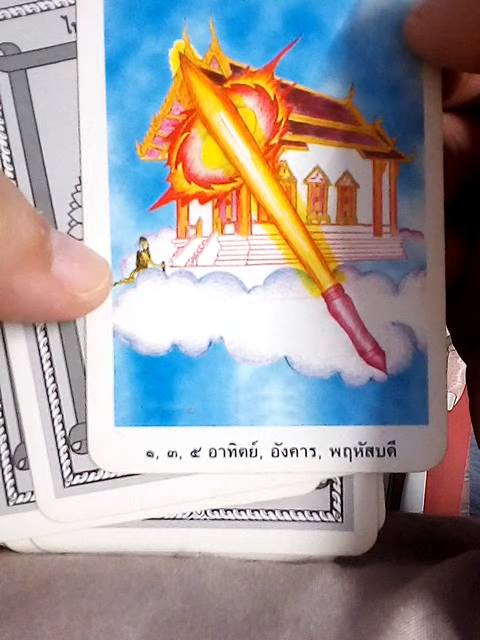 ๑, ๓, ๕ อาทิตย์, อังคาร, พฤหัสบดี